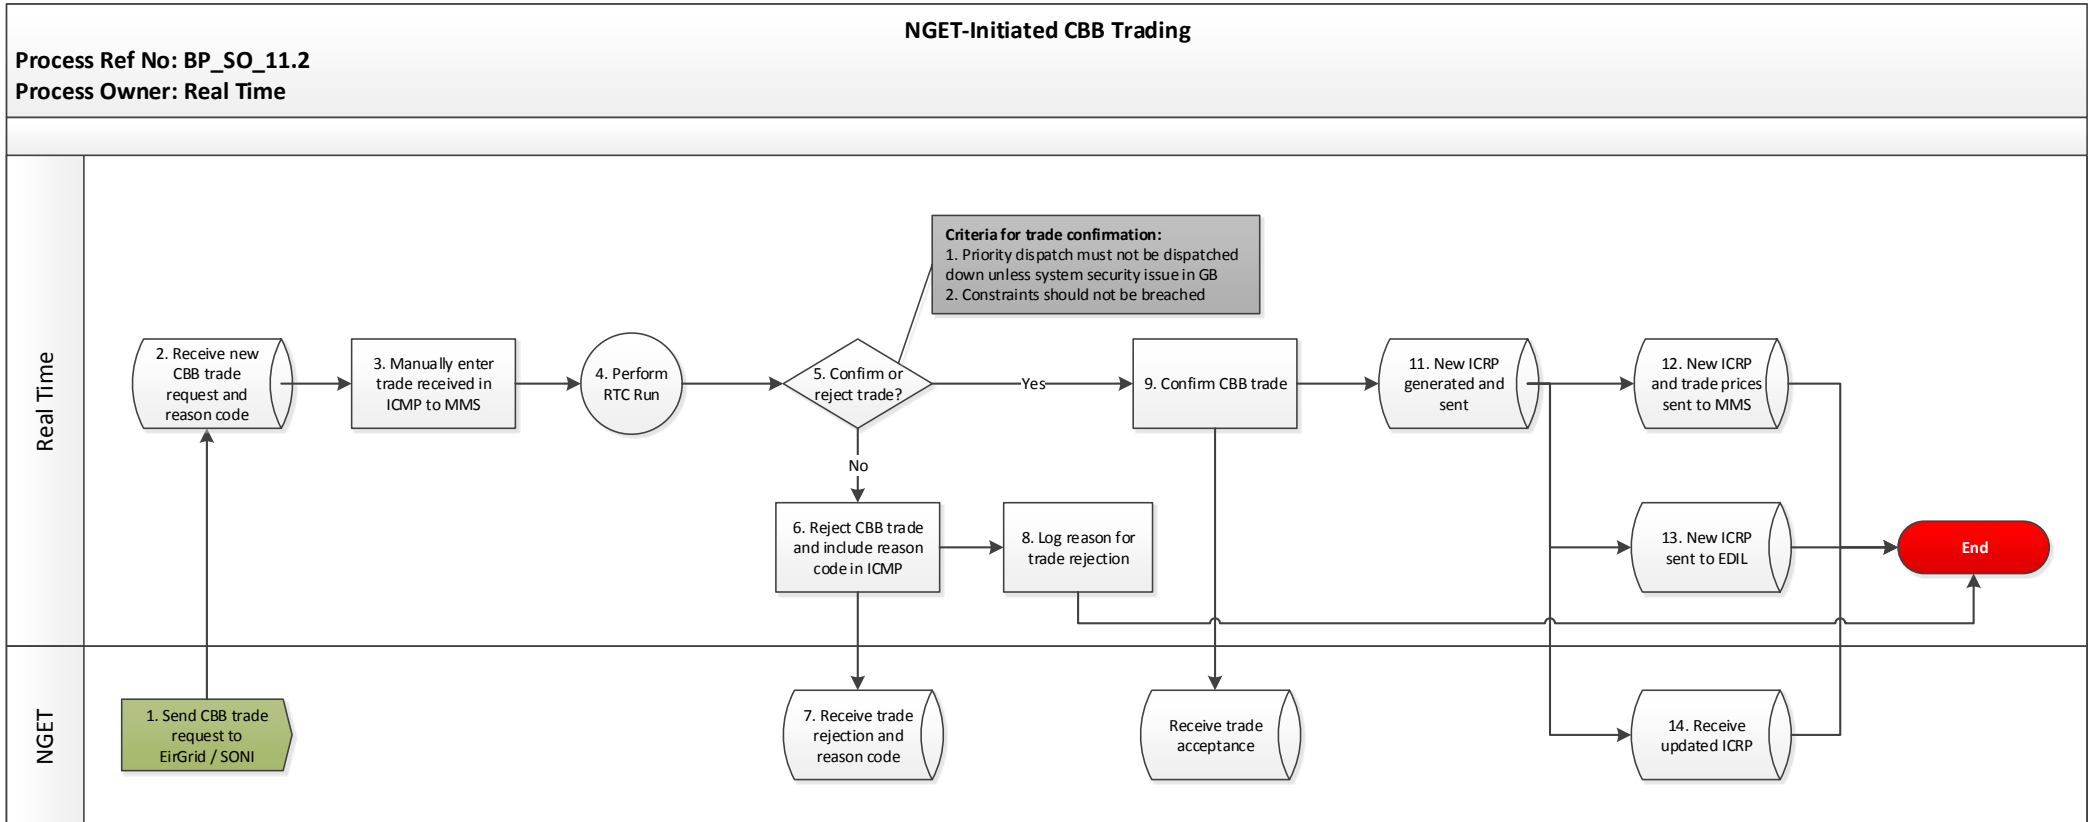 NGET-Initiated CBB Trading
Process Ref No: BP_SO_11.2
Process Owner: Real Time
Real Time
Criteria for trade confirmation:
1. Priority dispatch must not be dispatched
down unless system security issue in GB
2. Constraints should not be breached
2. Receive new
CBB trade
request and
reason code
3. Manually enter
trade received in
ICMP to MMS
4. Perform
RTC Run
5. Confirm or
reject trade?
Yes
9. Confirm CBB trade
11. New ICRP
generated and
sent
12. New ICRP
and trade prices
sent to MMS
No
6. Reject CBB trade
and include reason
code in ICMP
8. Log reason for
trade rejection
13. New ICRP
sent to EDIL
End
NGET
1. Send CBB trade
request to
EirGrid / SONI
7. Receive trade
rejection and
reason code
Receive trade
acceptance
14. Receive
updated ICRP